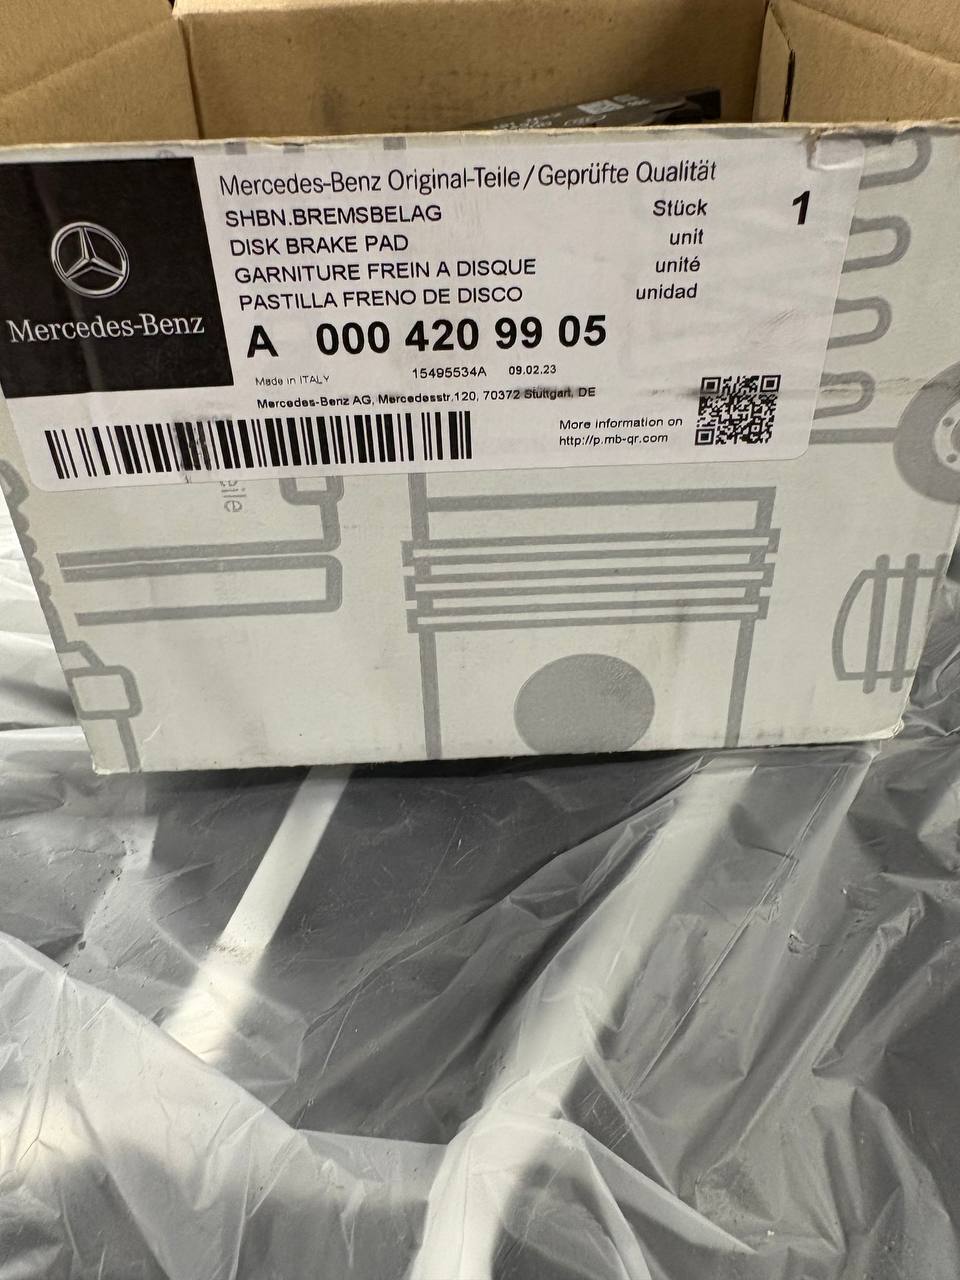 Mercedes-Benz
Mercedes-Benz Original-Teile/Geprüfte Qualität
SHBN.BREMSBELAG Stück 1
DISK BRAKE PAD unit
GARNITURE FREIN A DISQUE unité
PASTILLA FRENO DE DISCO unidad
A 000 420 99 05
Made in ITALY 15495534A 09.02.23
Mercedes-Benz AG, Mercedesstr.120, 70372 Stuttgart, DE
More information on
http://p.mb-qr.com